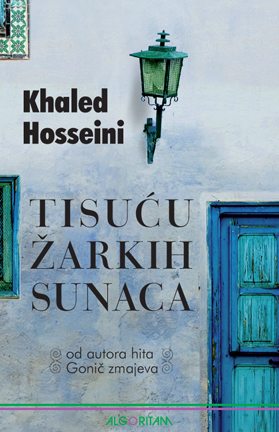 Khaled
Hosseini
TISUĆU
ŽARKIH
SUNACA
od autora hita
Gonič zmajeva
ALGORITAM